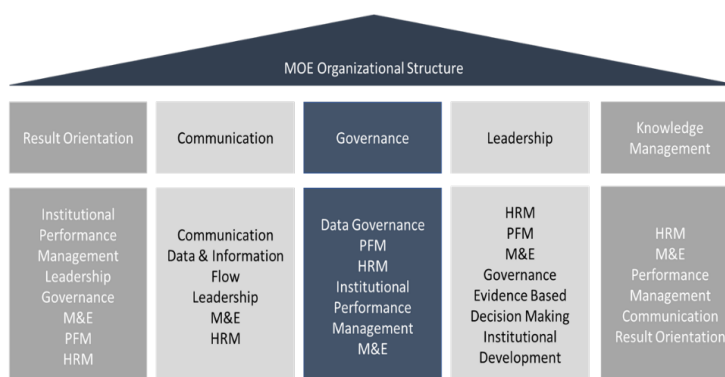 MOE Organizational Structure
Result Orientation
Communication
Governance
Leadership
Knowledge
Management
Institutional
Performance
Management
Leadership
Governance
M&E
PFM
HRM
Communication
Data & Information
Flow
Leadership
M&E
HRM
Data Governance
PFM
HRM
Institutional
Performance
Management
M&E
HRM
PFM
M&E
Governance
Evidence Based
Decision Making
Institutional
Development
HRM
M&E
Performance
Management
Communication
Result Orientation